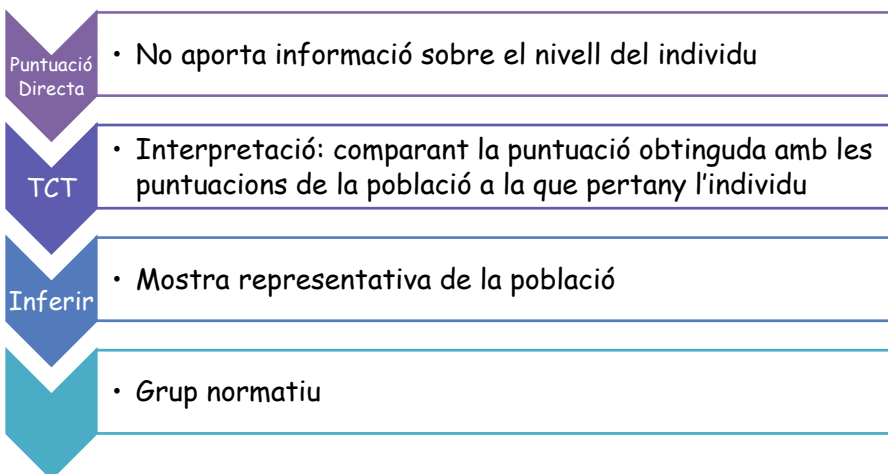 Puntuació
Directa
• No aporta informació sobre el nivell del individu
TCT
• Interpretació: comparant la puntuació obtinguda amb les
puntuacions de la població a la que pertany l'individu
Inferir
• Mostra representativa de la població
• Grup normatiu